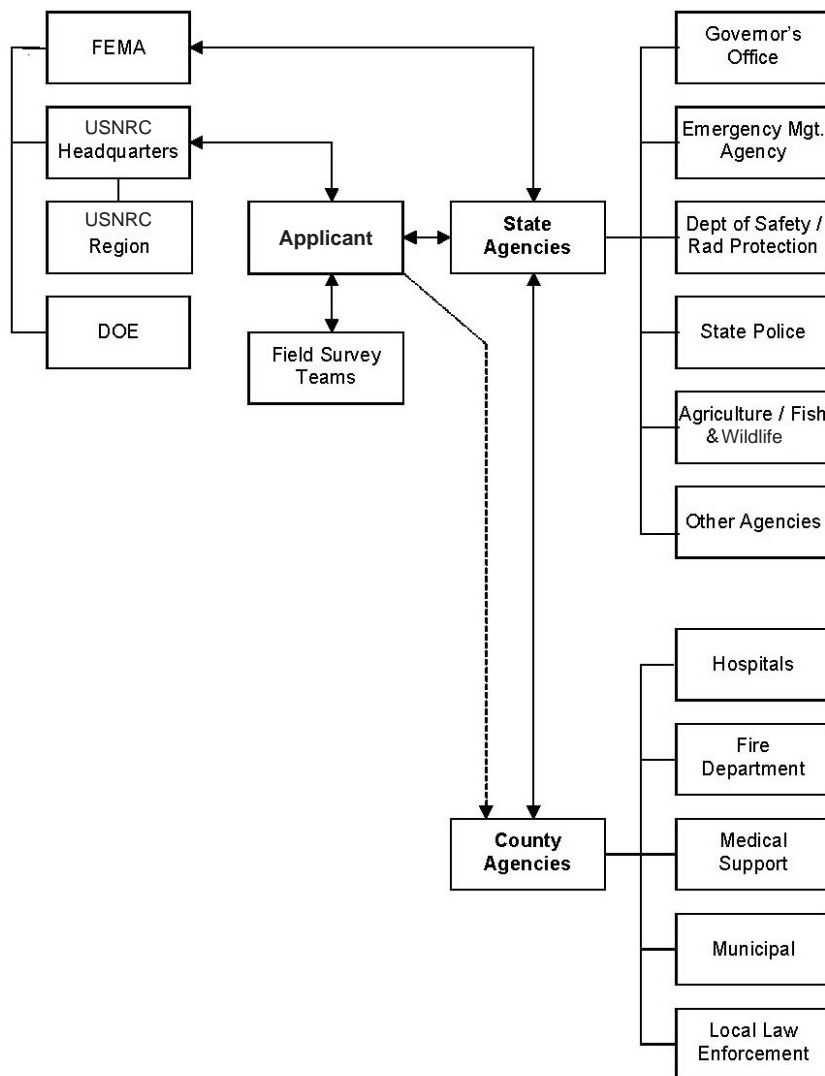 FEMA
USNRC
Headquarters
USNRC
Region
DOE
Applicant
Field Survey
Teams
State
Agencies
Governor's
Office
Emergency Mgt.
Agency
Dept of Safety /
Rad Protection
State Police
Agriculture / Fish
& Wildlife
Other Agencies
County
Agencies
Hospitals
Fire
Department
Medical
Support
Municipal
Local Law
Enforcement